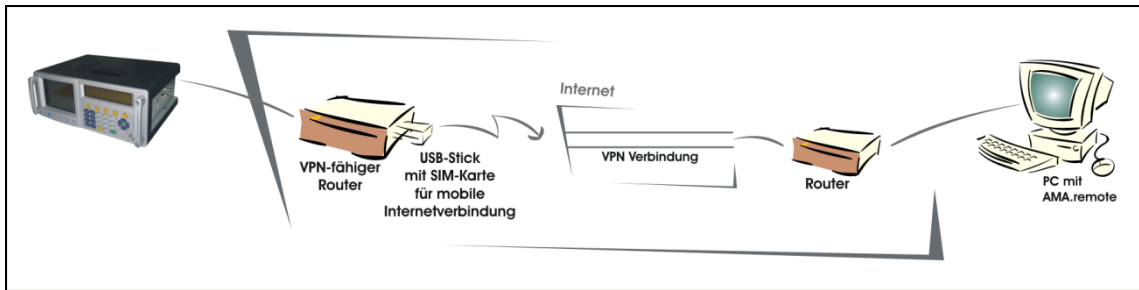 VPN-fähiger
Router
USB-Stick
mit SIM-Karte
für mobile
Internetverbindung
Internet
VPN Verbindung
Router
PC mit
AMA.remote